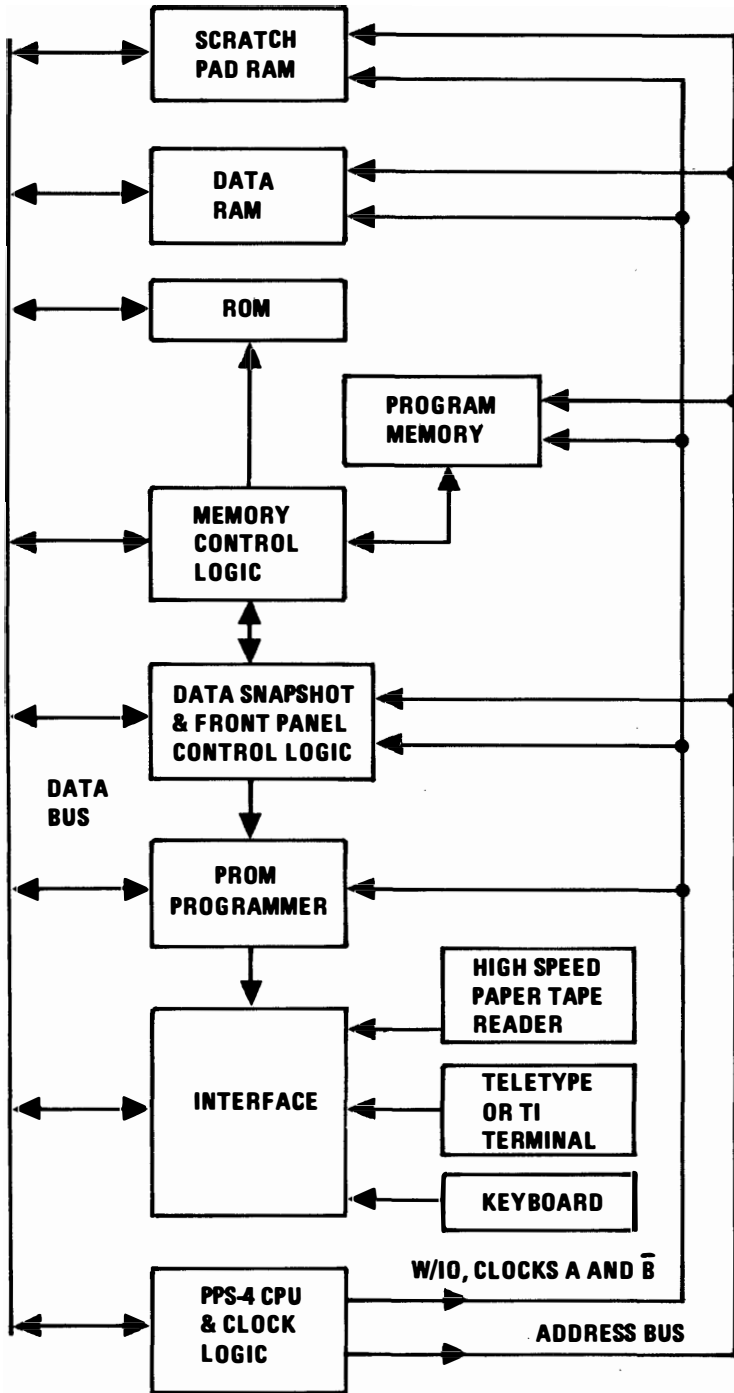 SCRATCH
PAD RAM
DATA
RAM
ROM
PROGRAM
MEMORY
MEMORY
CONTROL
LOGIC
DATA SNAPSHOT
& FRONT PANEL
CONTROL LOGIC
DATA
BUS
PROM
PROGRAMMER
HIGH SPEED
PAPER TAPE
READER
INTERFACE
TELETYPE
OR TI
TERMINAL
KEYBOARD
W/IO, CLOCKS A AND B̅
PPS-4 CPU
& CLOCK
LOGIC
ADDRESS BUS